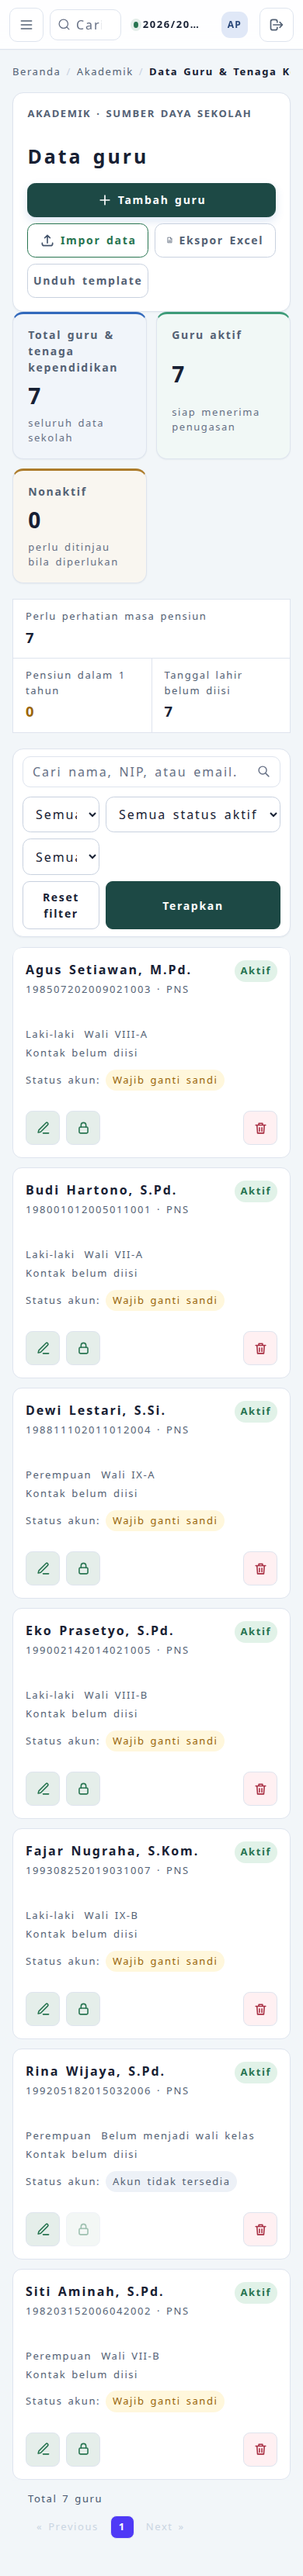 Car
2026/20...
AP
Beranda / Akademik / Data Guru & Tenaga K
AKADEMIK · SUMBER DAYA SEKOLAH
Data guru
+ Tambah guru
Impor data
Ekspor Excel
Unduh template
Total guru &
tenaga
kependidikan
7
seluruh data
sekolah
Guru aktif
7
siap menerima
penugasan
Nonaktif
0
perlu ditinjau
bila diperlukan
Perlu perhatian masa pensiun
7
Pensiun dalam 1
tahun
0
Tanggal lahir
belum diisi
7
Cari nama, NIP, atau email.
Semua
Semua status aktif
Semua
Reset
filter
Terapkan
Agus Setiawan, M.Pd.
Aktif
198507202009021003 · PNS
Laki-laki Wali VIII-A
Kontak belum diisi
Status akun: Wajib ganti sandi
Budi Hartono, S.Pd.
Aktif
198001012005011001 · PNS
Laki-laki Wali VII-A
Kontak belum diisi
Status akun: Wajib ganti sandi
Dewi Lestari, S.Si.
Aktif
198811102011012004 · PNS
Perempuan Wali IX-A
Kontak belum diisi
Status akun: Wajib ganti sandi
Eko Prasetyo, S.Pd.
Aktif
199002142014021005 · PNS
Laki-laki Wali VIII-B
Kontak belum diisi
Status akun: Wajib ganti sandi
Fajar Nugraha, S.Kom.
Aktif
199308252019031007 · PNS
Laki-laki Wali IX-B
Kontak belum diisi
Status akun: Wajib ganti sandi
Rina Wijaya, S.Pd.
Aktif
199205182015032006 · PNS
Perempuan Belum menjadi wali kelas
Kontak belum diisi
Status akun: Akun tidak tersedia
Siti Aminah, S.Pd.
Aktif
198203152006042002 · PNS
Perempuan Wali VII-B
Kontak belum diisi
Status akun: Wajib ganti sandi
Total 7 guru
« Previous 1 Next »